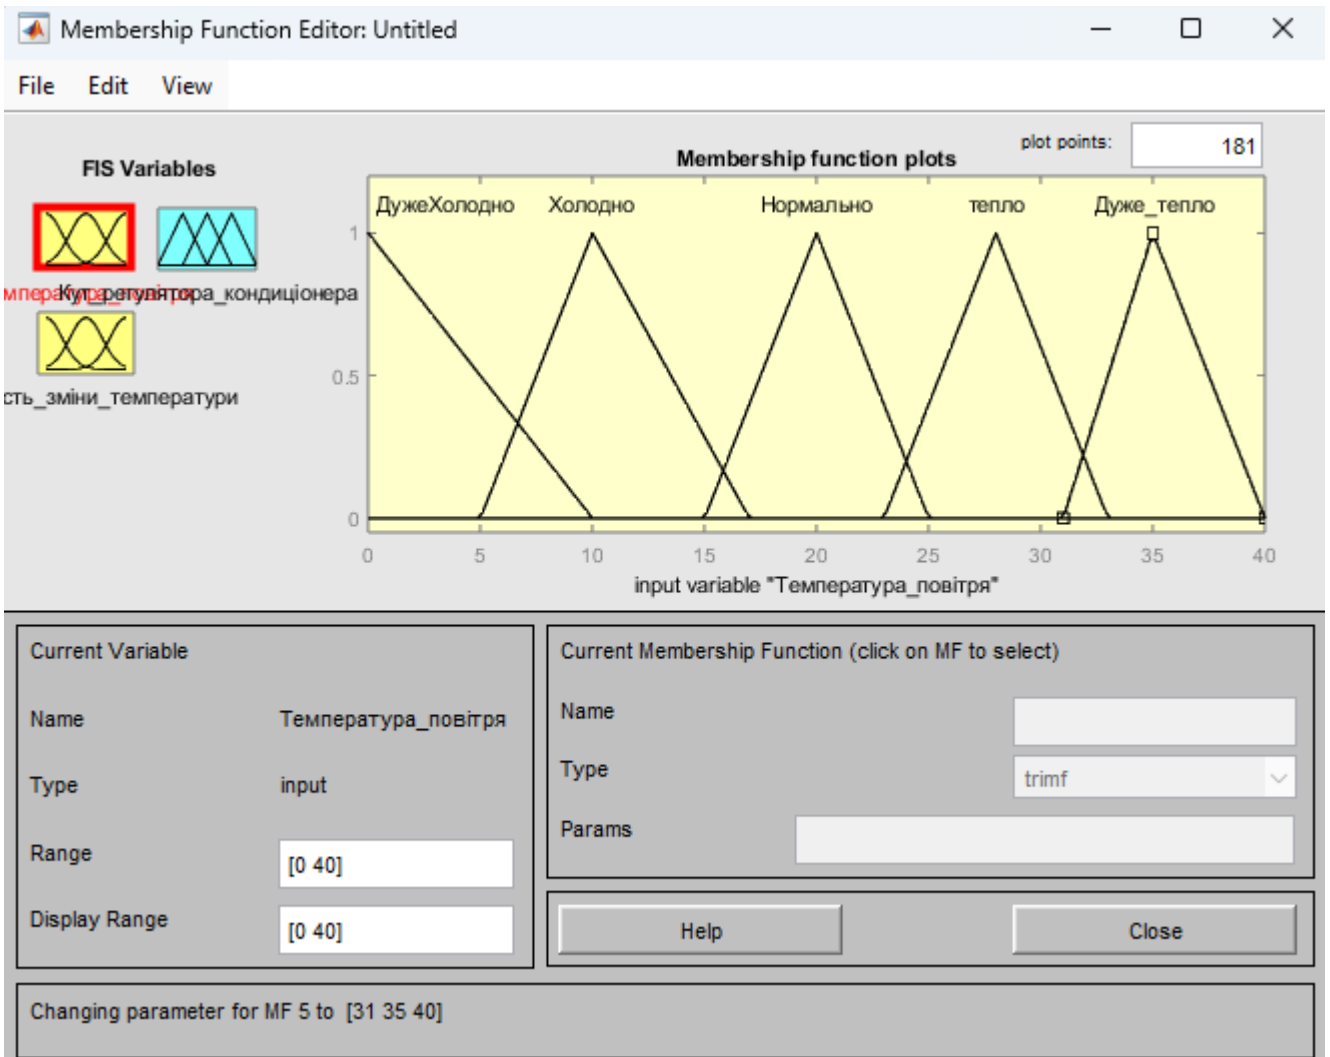 Membership Function Editor: Untitled
File Edit View
FIS Variables
Membership function plots
plot points: 181
ДужеХолодно Холодно Нормально тепло Дуже_тепло
1
0.5
0
0 5 10 15 20 25 30 35 40
input variable "Температура_повітря"
Кут_регулятора_кондиціонера
сть_зміни_температури
Current Variable
Name Температура_повітря
Type input
Range [0 40]
Display Range [0 40]
Current Membership Function (click on MF to select)
Name
Type trimf
Params
Help Close
Changing parameter for MF 5 to [31 35 40]